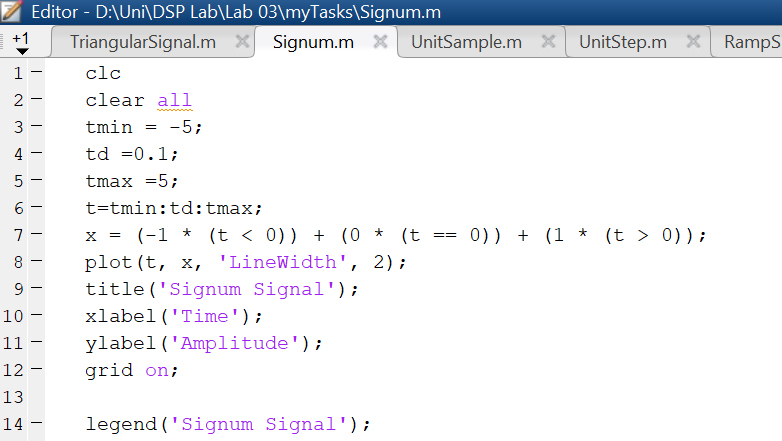 Editor - D:\Uni\DSP Lab\Lab 03\myTasks\Signum.m
+1 TriangularSignal.m Signum.m UnitSample.m UnitStep.m RampS
1 clc
2 clear all
3 tmin = -5;
4 td =0.1;
5 tmax =5;
6 t=tmin:td:tmax;
7 x = (-1 * (t < 0)) + (0 * (t == 0)) + (1 * (t > 0));
8 plot(t, x, 'LineWidth', 2);
9 title('Signum Signal');
10 xlabel('Time');
11 ylabel('Amplitude');
12 grid on;
13
14 legend('Signum Signal');